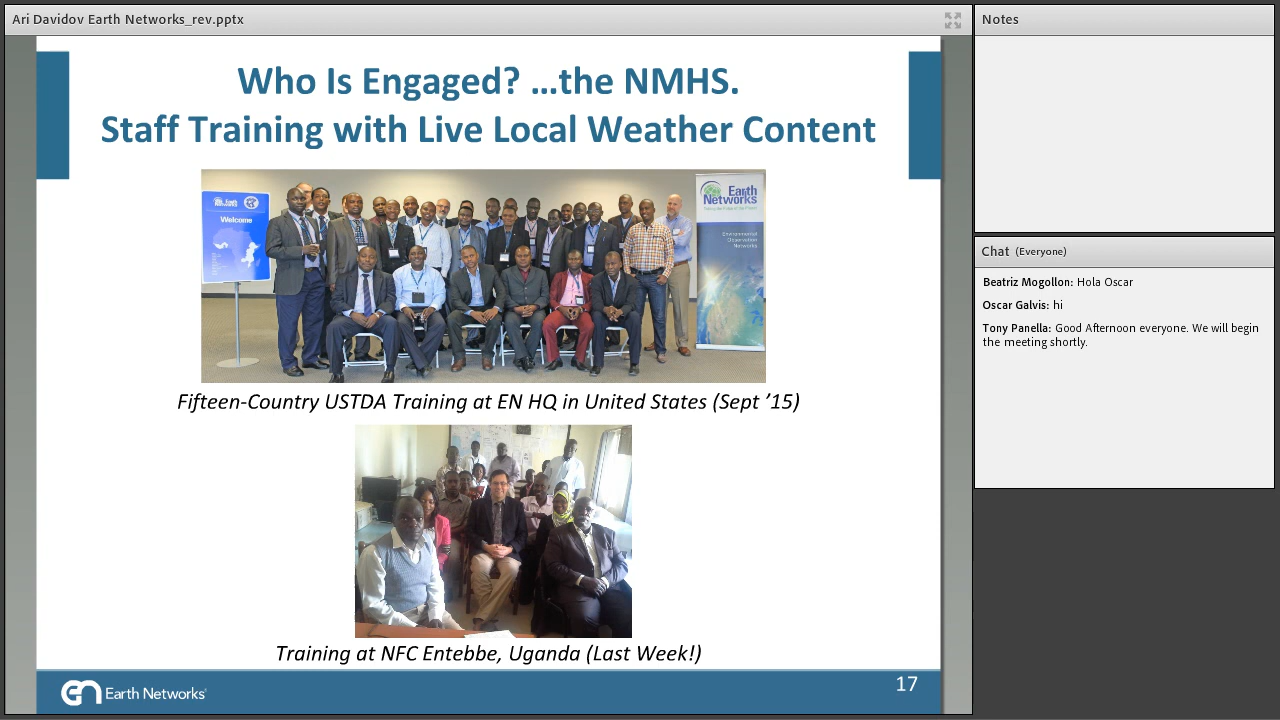 Ari Davidov Earth Networks_rev.pptx
Who Is Engaged? ...the NMHS.
Staff Training with Live Local Weather Content
Welcome
Earth
Networks
Environmental
Observation
Networks
Fifteen-Country USTDA Training at EN HQ in United States (Sept ’15)
Training at NFC Entebbe, Uganda (Last Week!)
Earth Networks
17
Notes
Chat (Everyone)
Beatriz Mogollon: Hola Oscar
Oscar Galvis: hi
Tony Panella: Good Afternoon everyone. We will begin
the meeting shortly.